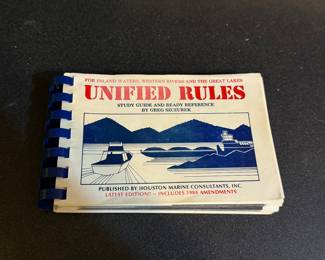 FOR INLAND WATERS, WESTERN RIVERS AND THE GREAT LAKES
UNIFIED RULES
STUDY GUIDE AND READY REFERENCE
BY GREG SZCZUREK
PUBLISHED BY HOUSTON MARINE CONSULTANTS, INC.
LATEST EDITION!! – INCLUDES 1984 AMENDMENTS